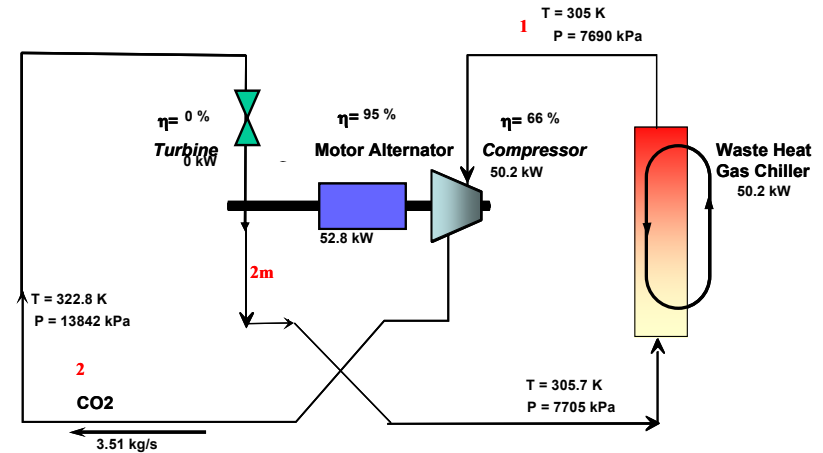 1
T = 305 K
P = 7690 kPa
η= 0 %
Turbine
0 kW
η= 95 %
Motor Alternator
52.8 kW
η= 66 %
Compressor
50.2 kW
Waste Heat
Gas Chiller
50.2 kW
2m
T = 322.8 K
P = 13842 kPa
2
CO2
3.51 kg/s
T = 305.7 K
P = 7705 kPa